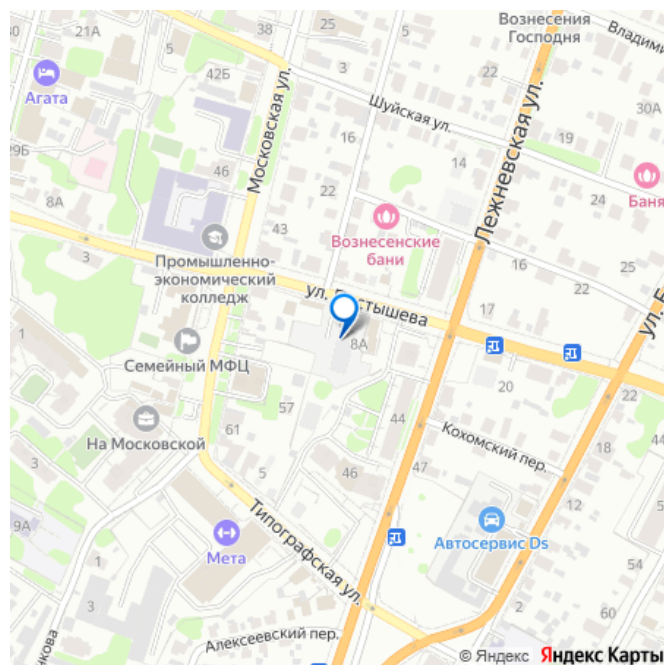 Вознесения
Господня
21А
5
5
22
Владими
42Б
3
Агата
Московская ул.
Лежневская ул.
Шуйская ул.
30А
29Б
16
19
46
14
Баня
22
24
8А
43
Вознесенские
бани
3
Промышленно-
экономический
колледж
16
22
ул. П стышева
17
ул. Б
8А
1
Семейный МФЦ
20
22
57
44
На Московской
61
Кохомский пер.
18
3
5
46
47
12
9А
Типографская ул.
Мета
Автосервис Ds
54
1
2
60
3
Алексеевский пер.
чкова
© Яндекс Яндекс Карты